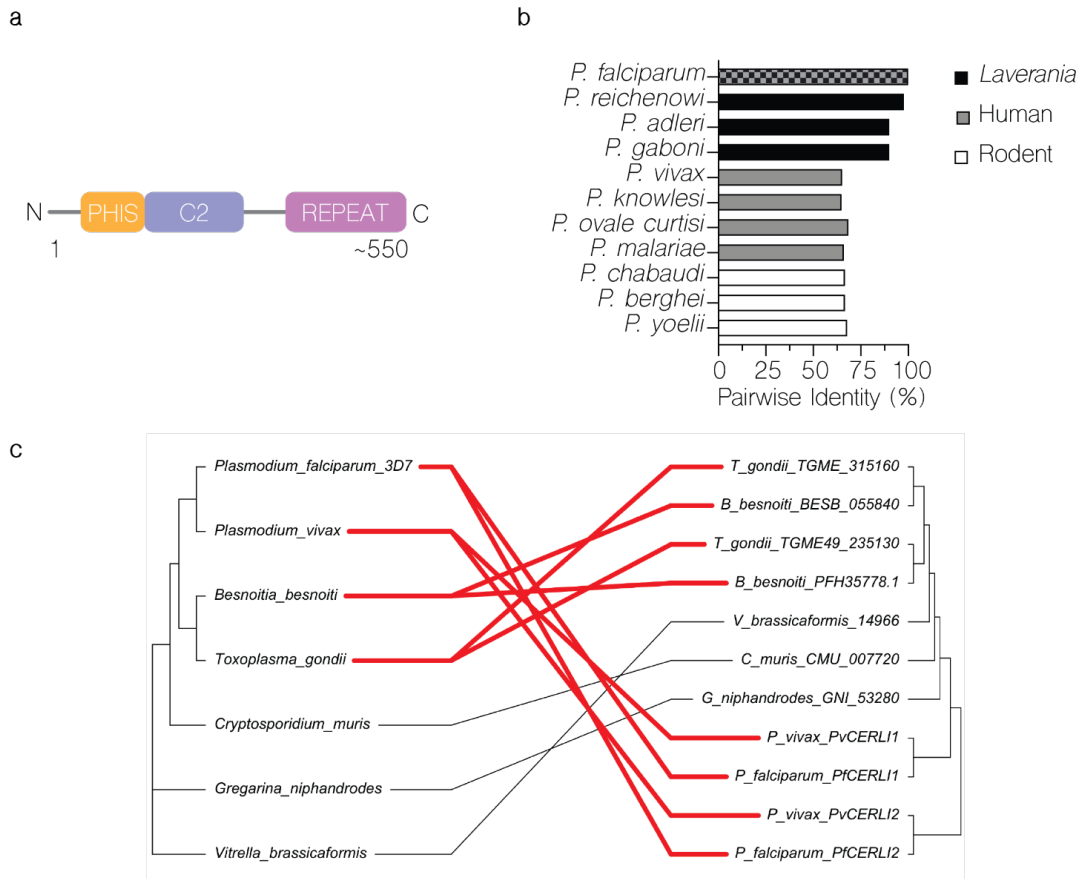 a
N PHIS C2 REPEAT C
1 ~550
b
P. falciparum
P. reichenowi
P. adleri
P. gaboni
P. vivax
P. knowlesi
P. ovale curtisi
P. malariae
P. chabaudi
P. berghei
P. yoelii
0 25 50 75 100
Pairwise Identity (%)
Laverania
Human
Rodent
c
Plasmodium_falciparum_3D7
Plasmodium_vivax
Besnoitia_besnoiti
Toxoplasma_gondii
Cryptosporidium_muris
Gregarina_niphandrodes
Vitrella_brassicaformis
T_gondii_TGME_315160
B_besnoiti_BESB_055840
T_gondii_TGME49_235130
B_besnoiti_PFH35778.1
V_brassicaformis_14966
C_muris_CMU_007720
G_niphandrodes_GNI_53280
P_vivax_PvCERLI1
P_falciparum_PfCERLI1
P_vivax_PvCERLI2
P_falciparum_PfCERLI2